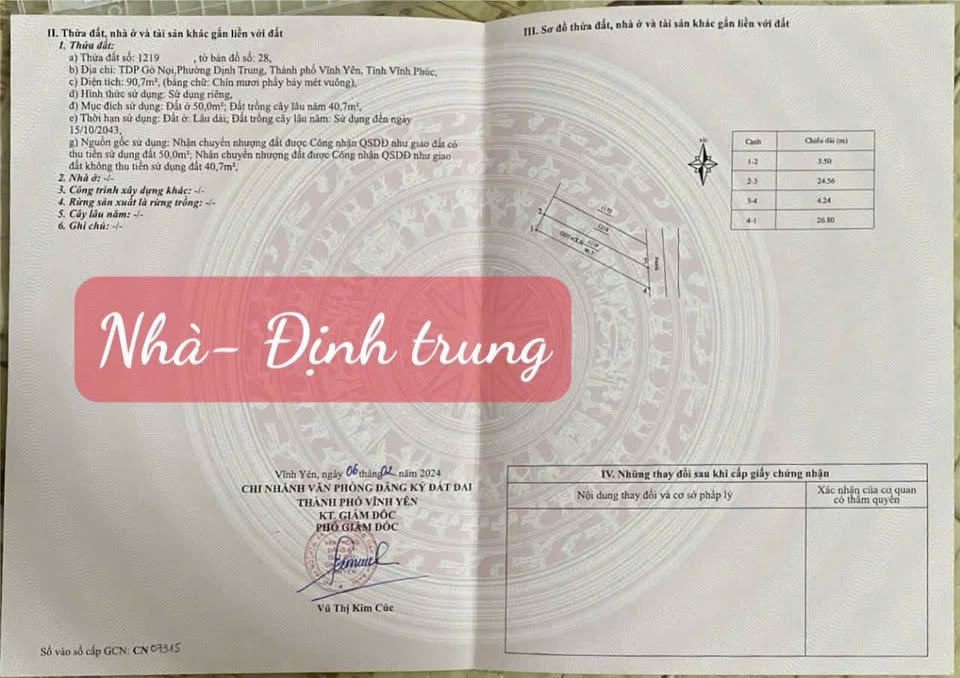 II. Thửa đất, nhà ở và tài sản khác gắn liền với đất
1. Thửa đất:
a) Thửa đất số: 1219 , tờ bản đồ số: 28,
b) Địa chỉ: TDP Gò Nọi,Phường Định Trung, Thành phố Vĩnh Yên, Tỉnh Vĩnh Phúc,
c) Diện tích: 90,7m², (bằng chữ: Chín mươi phẩy bảy mét vuông),
d) Hình thức sử dụng: Sử dụng riêng,
đ) Mục đích sử dụng: Đất ở 50,0m²; Đất trồng cây lâu năm 40,7m²,
e) Thời hạn sử dụng: Đất ở: Lâu dài; Đất trồng cây lâu năm: Sử dụng đến ngày
15/10/2043,
g) Nguồn gốc sử dụng: Nhận chuyển nhượng đất được Công nhận QSDĐ như giao đất có
thu tiền sử dụng đất 50,0m²; Nhận chuyển nhượng đất được Công nhận QSDĐ như giao
đất không thu tiền sử dụng đất 40,7m²,
2. Nhà ở: -/-
3. Công trình xây dựng khác: -/-
4. Rừng sản xuất là rừng trồng: -/-
5. Cây lâu năm: -/-
6. Ghi chú: -/-
Nhà- Định trung
Vĩnh Yên, ngày 06 tháng 02 năm 2024
CHI NHÁNH VĂN PHÒNG ĐĂNG KÝ ĐẤT ĐAI
THÀNH PHỐ VĨNH YÊN
KT. GIÁM ĐỐC
PHÓ GIÁM ĐỐC
Vũ Thị Kim Cúc
Số vào sổ cấp GCN: CN 07315
III. Sơ đồ thửa đất, nhà ở và tài sản khác gắn liền với đất
Cạnh Chiều dài (m)
1-2 3.50
2-3 24.56
3-4 4.24
4-1 26.80
2
1
1218
IV. Những thay đổi sau khi cấp giấy chứng nhận
Nội dung thay đổi và cơ sở pháp lý
Xác nhận của cơ quan
có thẩm quyền